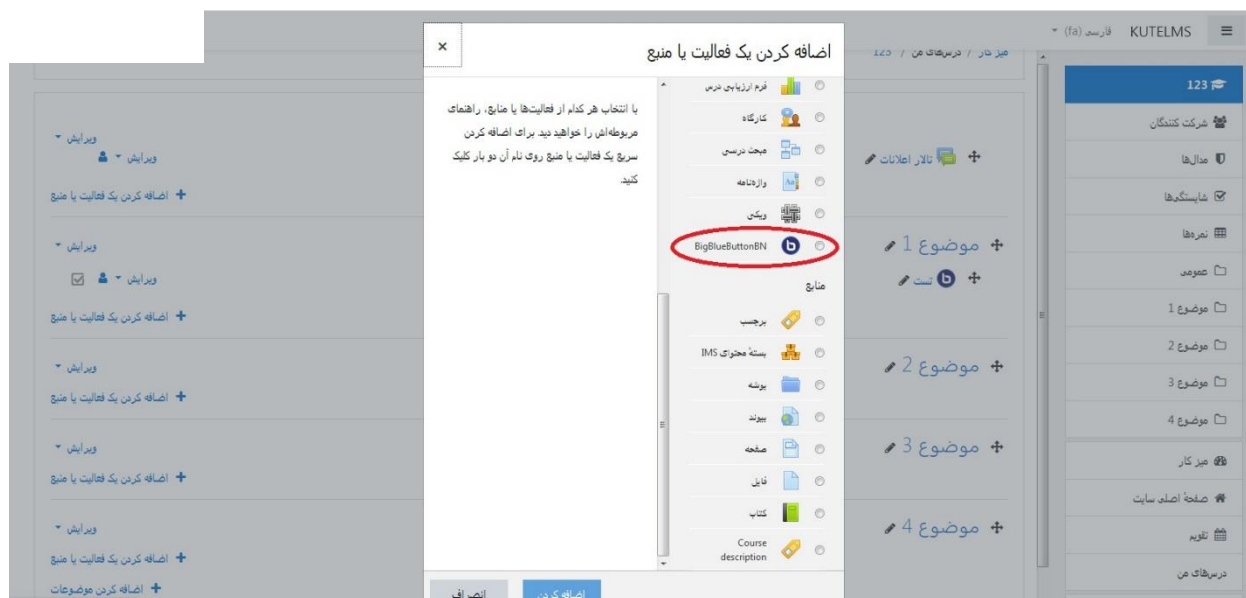 KUTELMS فارسی (fa)
میز کار / درس‌های من / 123
123
شرکت کنندگان
مدال‌ها
شایستگی‌ها
نمره‌ها
عمومی
موضوع 1
موضوع 2
موضوع 3
موضوع 4
میز کار
صفحهٔ اصلی سایت
تقویم
درس‌های من
تالار اعلانات
ویرایش
ویرایش
اضافه کردن یک فعالیت یا منبع
موضوع 1
ویرایش
تست
ویرایش
اضافه کردن یک فعالیت یا منبع
موضوع 2
ویرایش
اضافه کردن یک فعالیت یا منبع
موضوع 3
ویرایش
اضافه کردن یک فعالیت یا منبع
موضوع 4
ویرایش
اضافه کردن یک فعالیت یا منبع
اضافه کردن موضوعات
اضافه کردن یک فعالیت یا منبع
×
فرم ارزیابی درس
کارگاه
مبحث درسی
واژه‌نامه
ویکی
BigBlueButtonBN
منابع
برچسب
بستهٔ محتوای IMS
پوشه
پیوند
صفحه
فایل
کتاب
Course
description
با انتخاب هر کدام از فعالیت‌ها یا منابع، راهنمای
مربوطه‌اش را خواهید دید. برای اضافه کردن
سریع یک فعالیت یا منبع روی نام آن دو بار کلیک
کنید.
اضافه کردن
انصراف